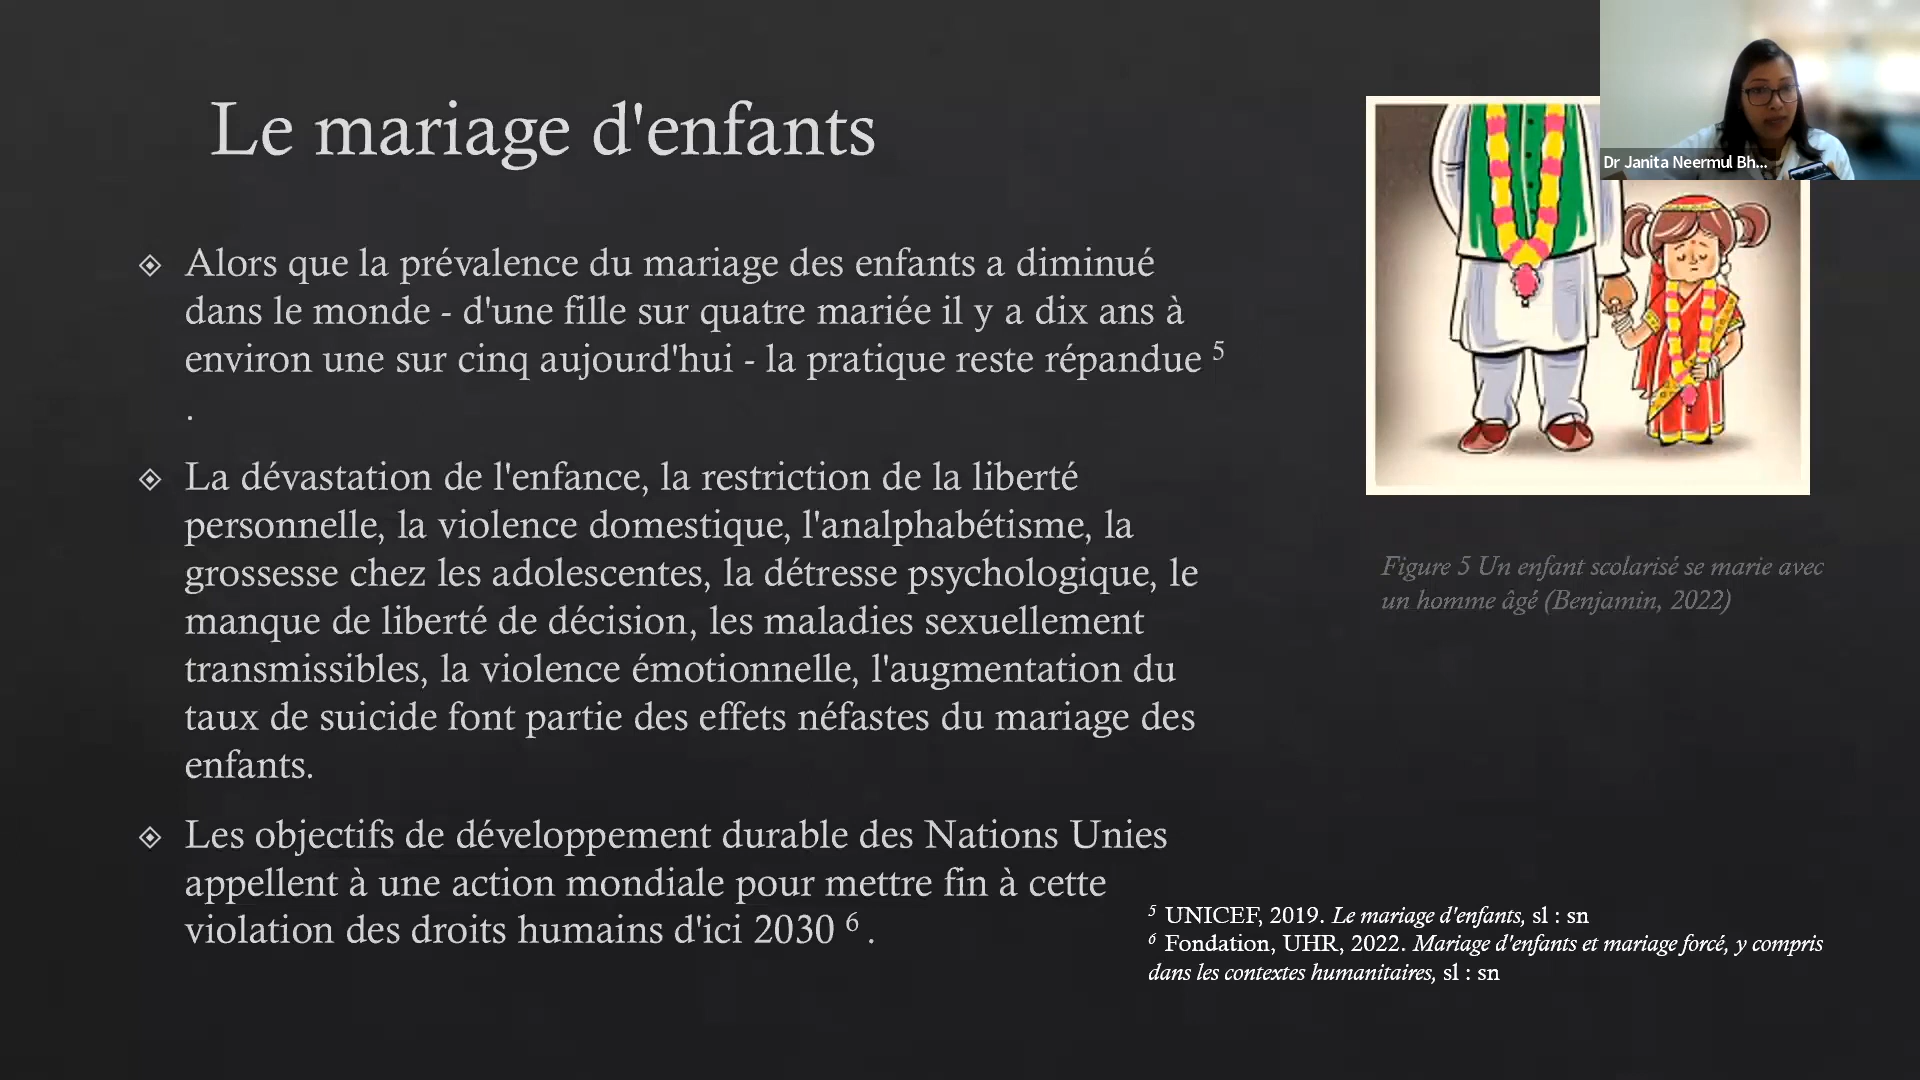 Le mariage d'enfants
Dr Janita Neermul Bh...
Alors que la prévalence du mariage des enfants a diminué
dans le monde - d'une fille sur quatre mariée il y a dix ans à
environ une sur cinq aujourd'hui - la pratique reste répandue 5
.
La dévastation de l'enfance, la restriction de la liberté
personnelle, la violence domestique, l'analphabétisme, la
grossesse chez les adolescentes, la détresse psychologique, le
manque de liberté de décision, les maladies sexuellement
transmissibles, la violence émotionnelle, l'augmentation du
taux de suicide font partie des effets néfastes du mariage des
enfants.
Les objectifs de développement durable des Nations Unies
appellent à une action mondiale pour mettre fin à cette
violation des droits humains d'ici 2030 6 .
Figure 5 Un enfant scolarisé se marie avec
un homme âgé (Benjamin, 2022)
5 UNICEF, 2019. Le mariage d'enfants, sl : sn
6 Fondation, UHR, 2022. Mariage d'enfants et mariage forcé, y compris
dans les contextes humanitaires, sl : sn